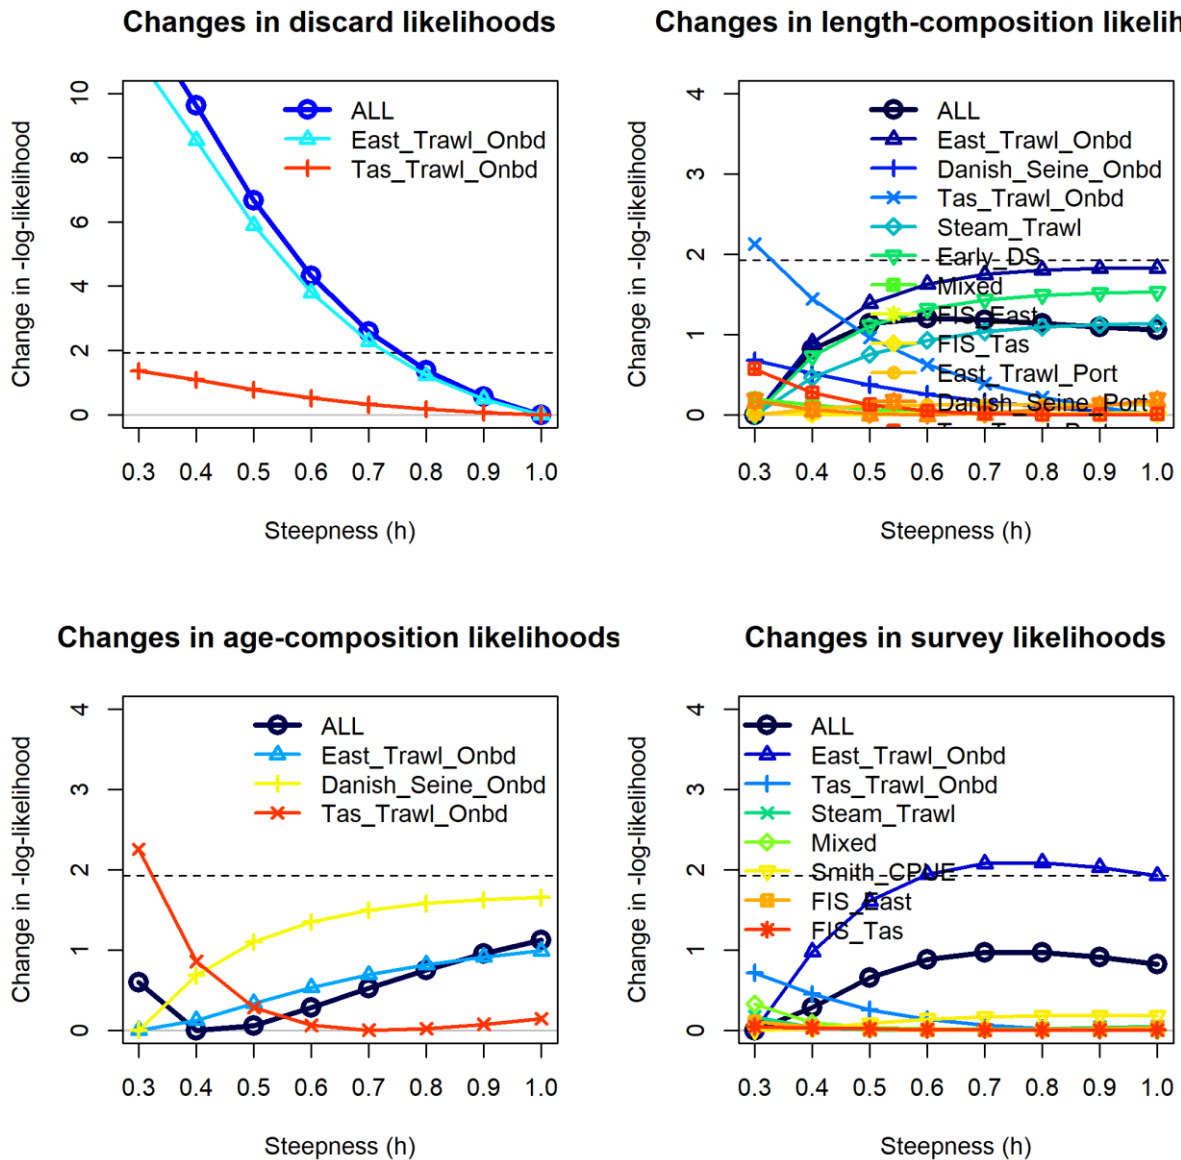 Changes in discard likelihoods
Change in -log-likelihood
10
8
6
4
2
0
ALL
East_Trawl_Onbd
Tas_Trawl_Onbd
0.3 0.4 0.5 0.6 0.7 0.8 0.9 1.0
Steepness (h)
Changes in length-composition likelih
Change in -log-likelihood
4
3
2
1
0
ALL
East_Trawl_Onbd
Danish_Seine_Onbd
Tas_Trawl_Onbd
Steam_Trawl
Early_DS
Mixed
FIS_East
FIS_Tas
East_Trawl_Port
Danish_Seine_Port
0.3 0.4 0.5 0.6 0.7 0.8 0.9 1.0
Steepness (h)
Changes in age-composition likelihoods
Change in -log-likelihood
4
3
2
1
0
ALL
East_Trawl_Onbd
Danish_Seine_Onbd
Tas_Trawl_Onbd
0.3 0.4 0.5 0.6 0.7 0.8 0.9 1.0
Steepness (h)
Changes in survey likelihoods
Change in -log-likelihood
4
3
2
1
0
ALL
East_Trawl_Onbd
Tas_Trawl_Onbd
Steam_Trawl
Mixed
Smith_CPUE
FIS_East
FIS_Tas
0.3 0.4 0.5 0.6 0.7 0.8 0.9 1.0
Steepness (h)